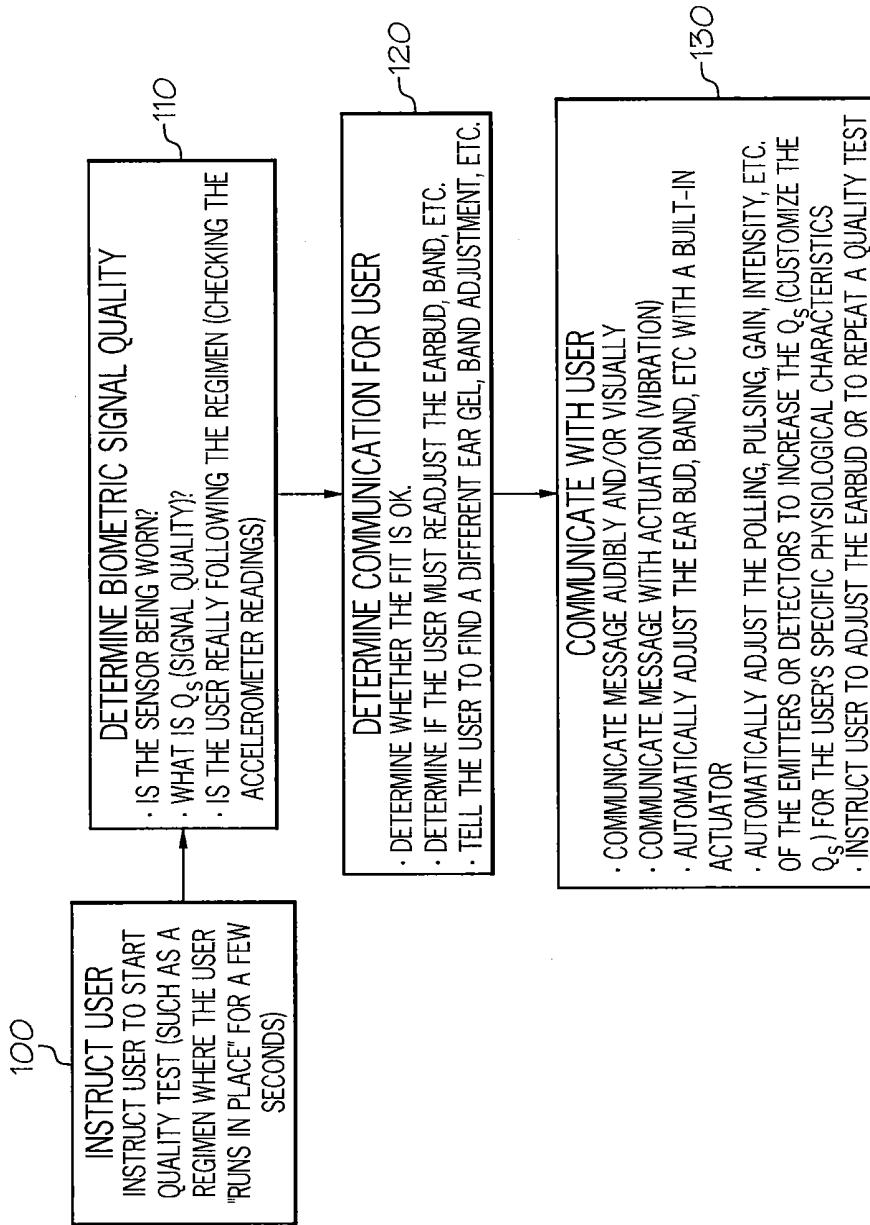 100
INSTRUCT USER
INSTRUCT USER TO START
QUALITY TEST (SUCH AS A
REGIMEN WHERE THE USER
"RUNS IN PLACE" FOR A FEW
SECONDS)
110
DETERMINE BIOMETRIC SIGNAL QUALITY
· IS THE SENSOR BEING WORN?
· WHAT IS QS (SIGNAL QUALITY)?
· IS THE USER REALLY FOLLOWING THE REGIMEN (CHECKING THE
ACCELEROMETER READINGS)
120
DETERMINE COMMUNICATION FOR USER
· DETERMINE WHETHER THE FIT IS OK.
· DETERMINE IF THE USER MUST READJUST THE EARBUD, BAND, ETC.
· TELL THE USER TO FIND A DIFFERENT EAR GEL, BAND ADJUSTMENT, ETC.
130
COMMUNICATE WITH USER
· COMMUNICATE MESSAGE AUDIBLY AND/OR VISUALLY
· COMMUNICATE MESSAGE WITH ACTUATION (VIBRATION)
· AUTOMATICALLY ADJUST THE EAR BUD, BAND, ETC WITH A BUILT-IN
ACTUATOR
· AUTOMATICALLY ADJUST THE POLLING, PULSING, GAIN, INTENSITY, ETC.
OF THE EMITTERS OR DETECTORS TO INCREASE THE QS (CUSTOMIZE THE
QS) FOR THE USER'S SPECIFIC PHYSIOLOGICAL CHARACTERISTICS
· INSTRUCT USER TO ADJUST THE EARBUD OR TO REPEAT A QUALITY TEST